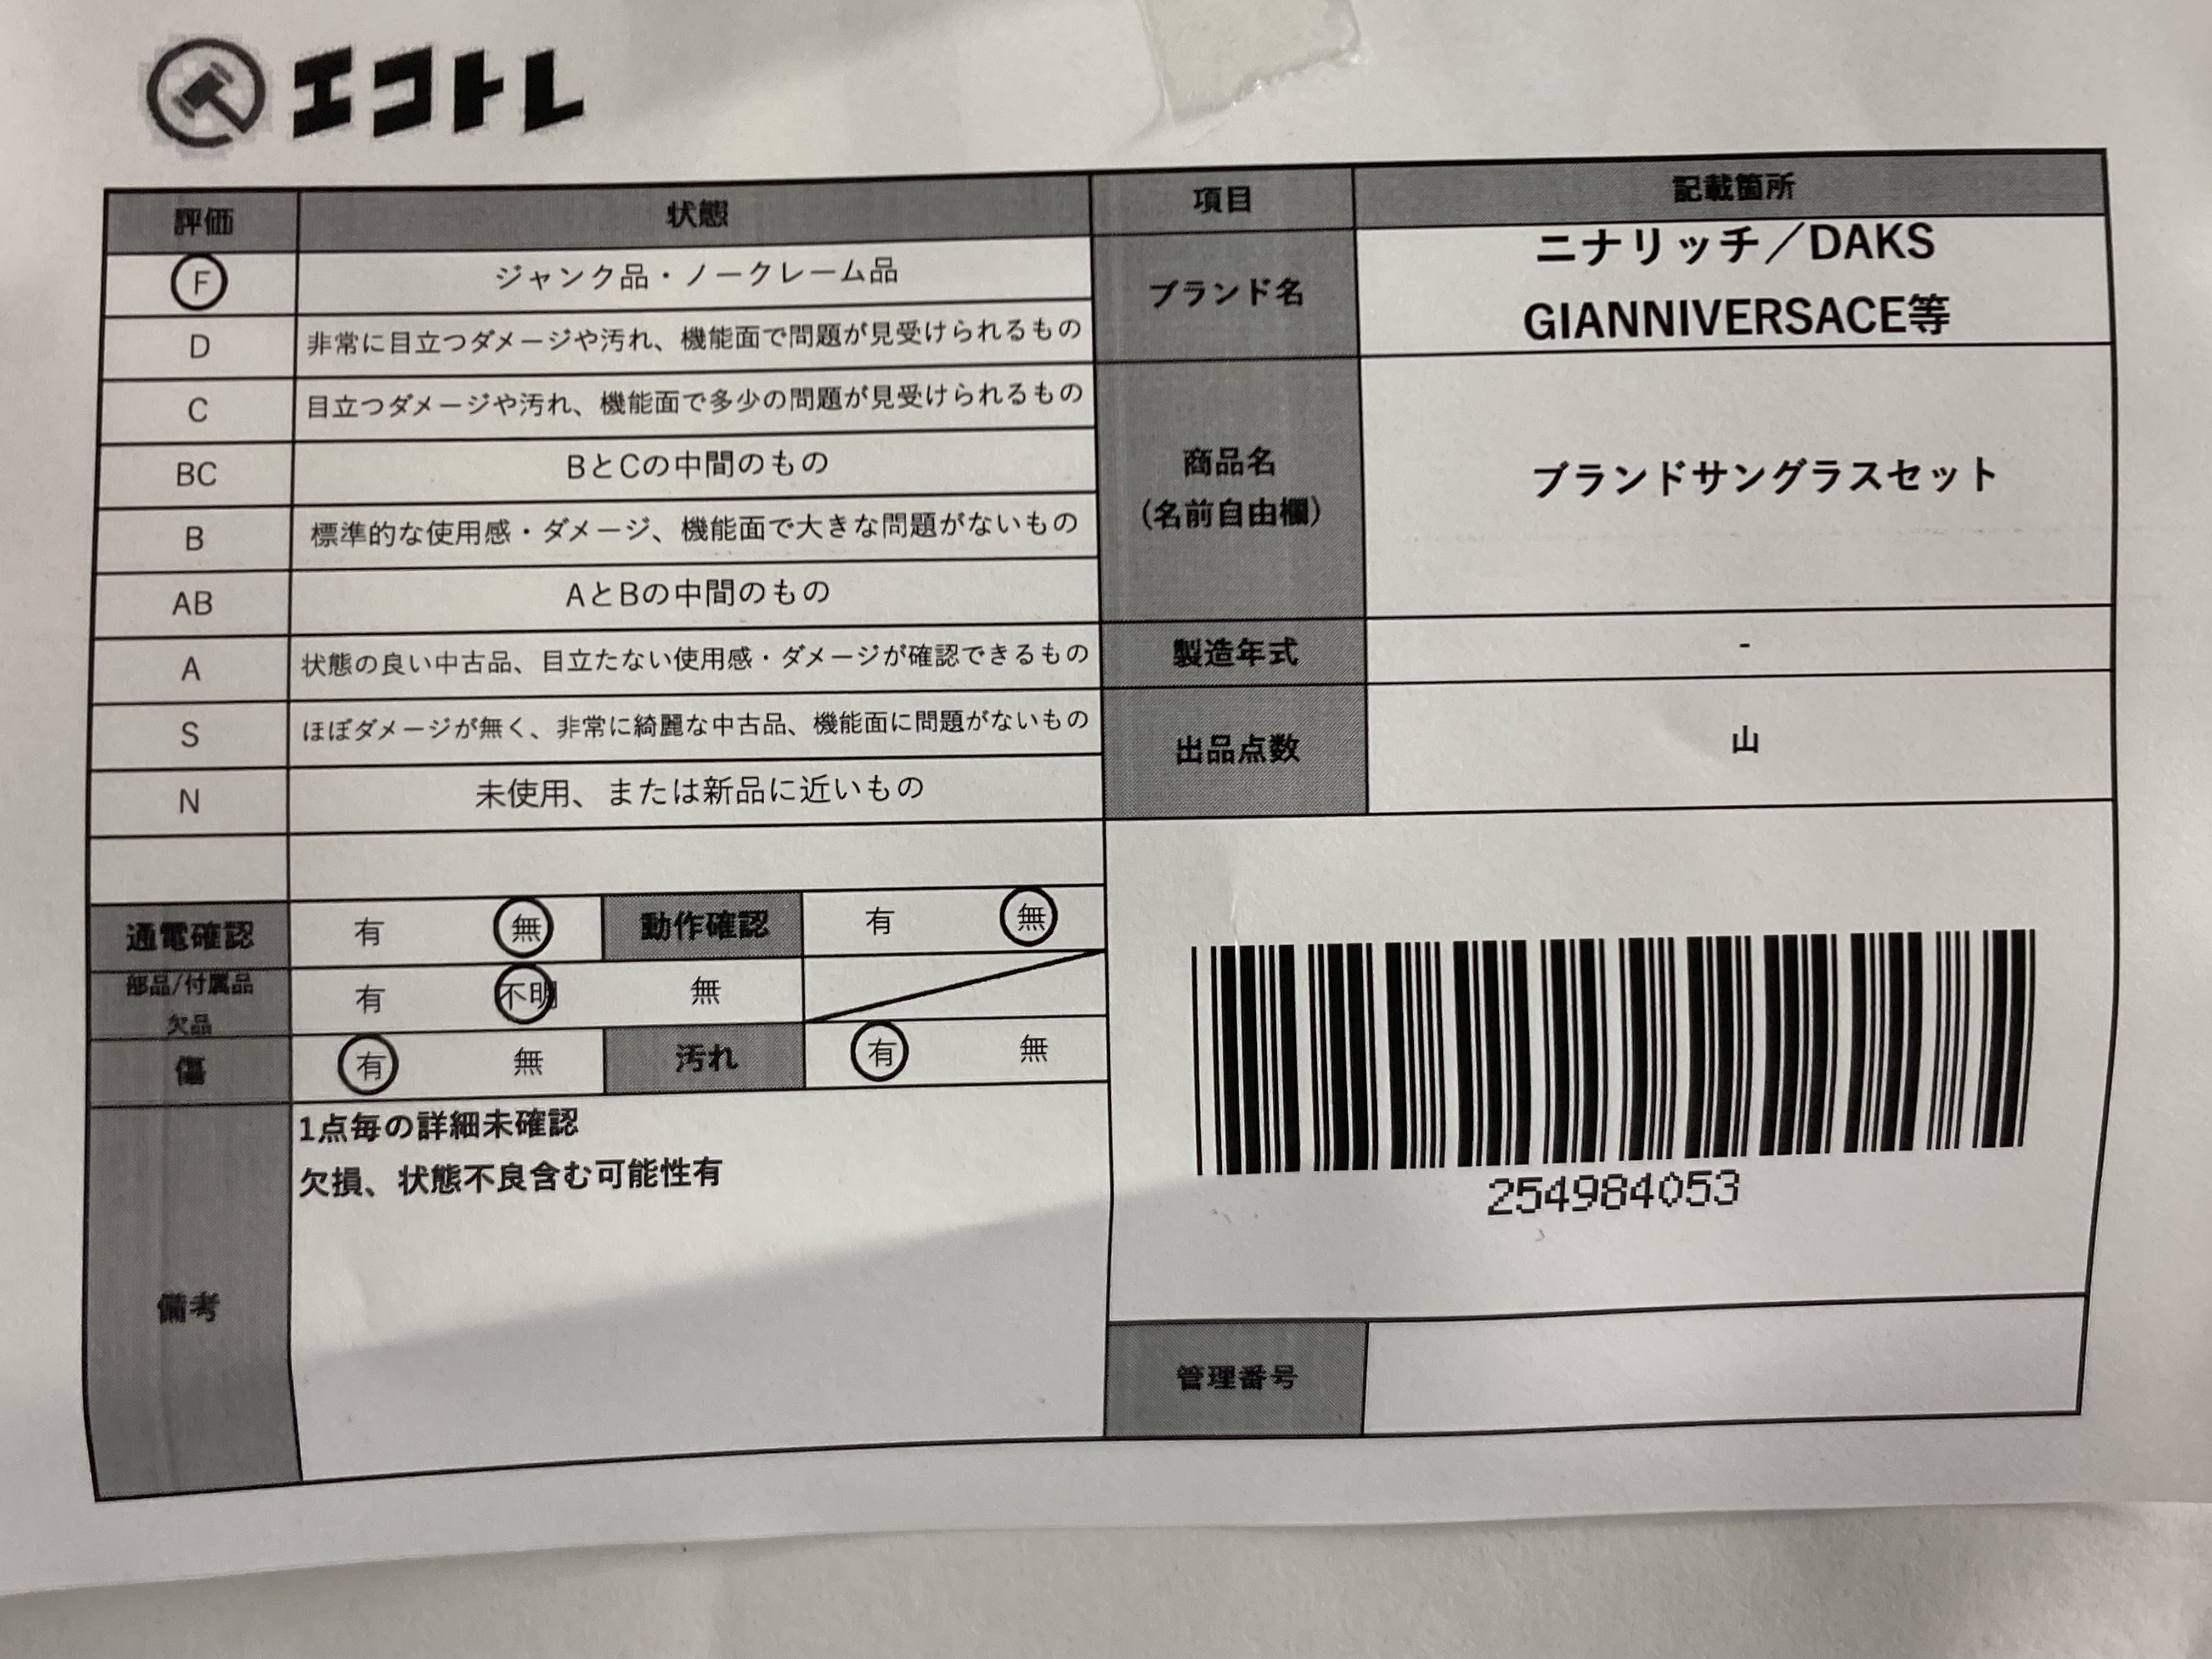 エコトレ
評価 状態 項目 記載箇所
F ジャンク品・ノークレーム品
D 非常に目立つダメージや汚れ、機能面で問題が見受けられるもの
C 目立つダメージや汚れ、機能面で多少の問題が見受けられるもの
BC BとCの中間のもの
B 標準的な使用感・ダメージ、機能面で大きな問題がないもの
AB AとBの中間のもの
A 状態の良い中古品、目立たない使用感・ダメージが確認できるもの
S ほぼダメージが無く、非常に綺麗な中古品、機能面に問題がないもの
N 未使用、または新品に近いもの
ブランド名
ニナリッチ／DAKS
GIANNIVERSACE等
商品名
(名前自由欄)
ブランドサングラスセット
製造年式 -
出品点数 山
通電確認 有 無 動作確認 有 無
部品/付属品
欠品
有 不明 無
傷 有 無 汚れ 有 無
備考
1点毎の詳細未確認
欠損、状態不良含む可能性有
254984053
管理番号